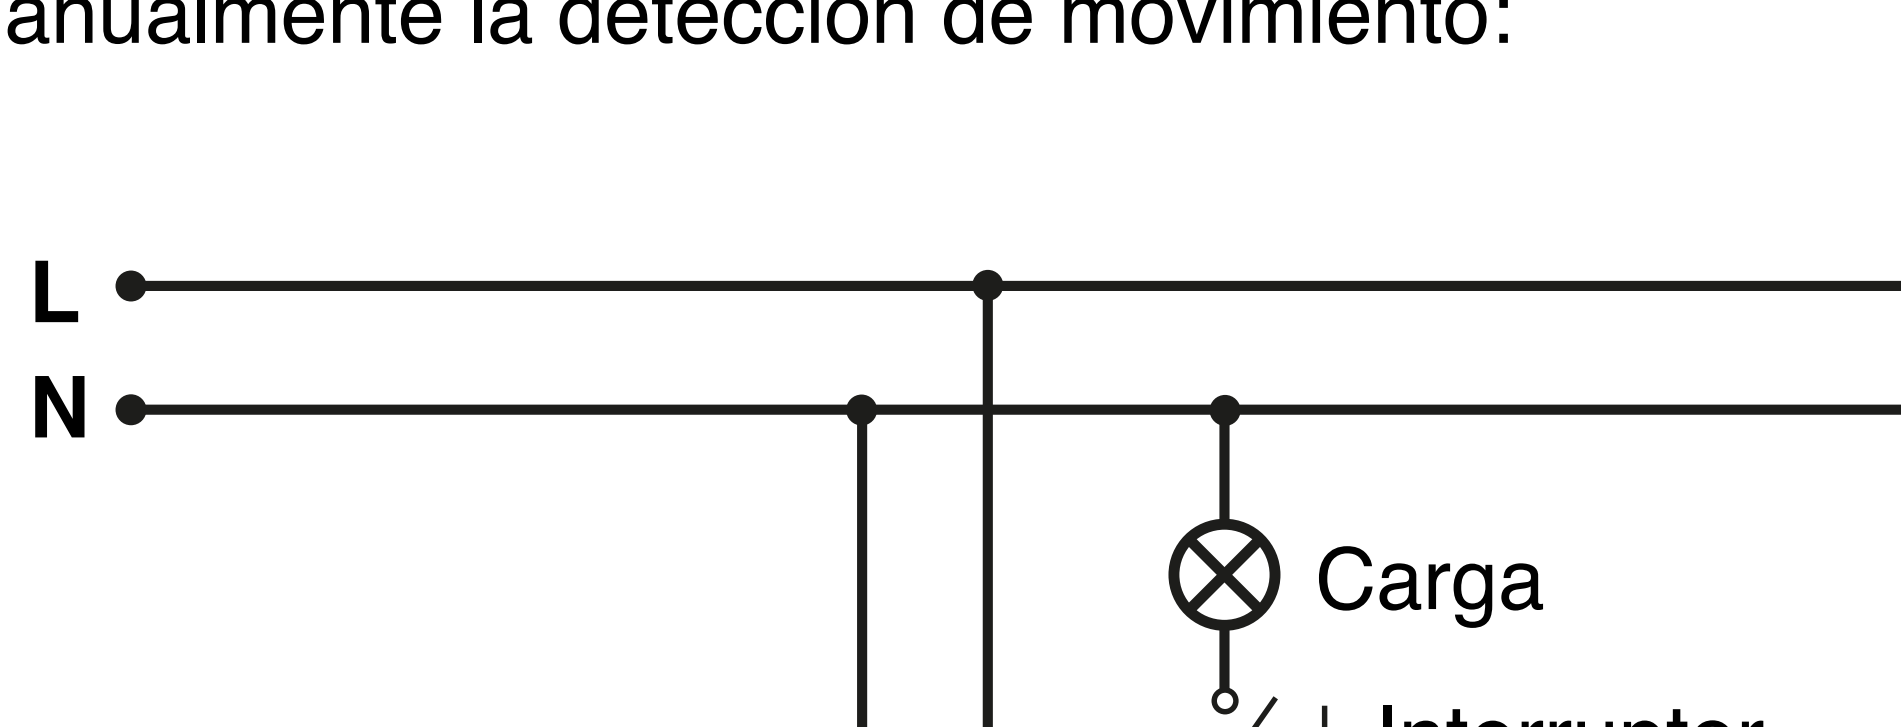 anualmente la detección de movimiento:
L
N
Carga
Interruptor